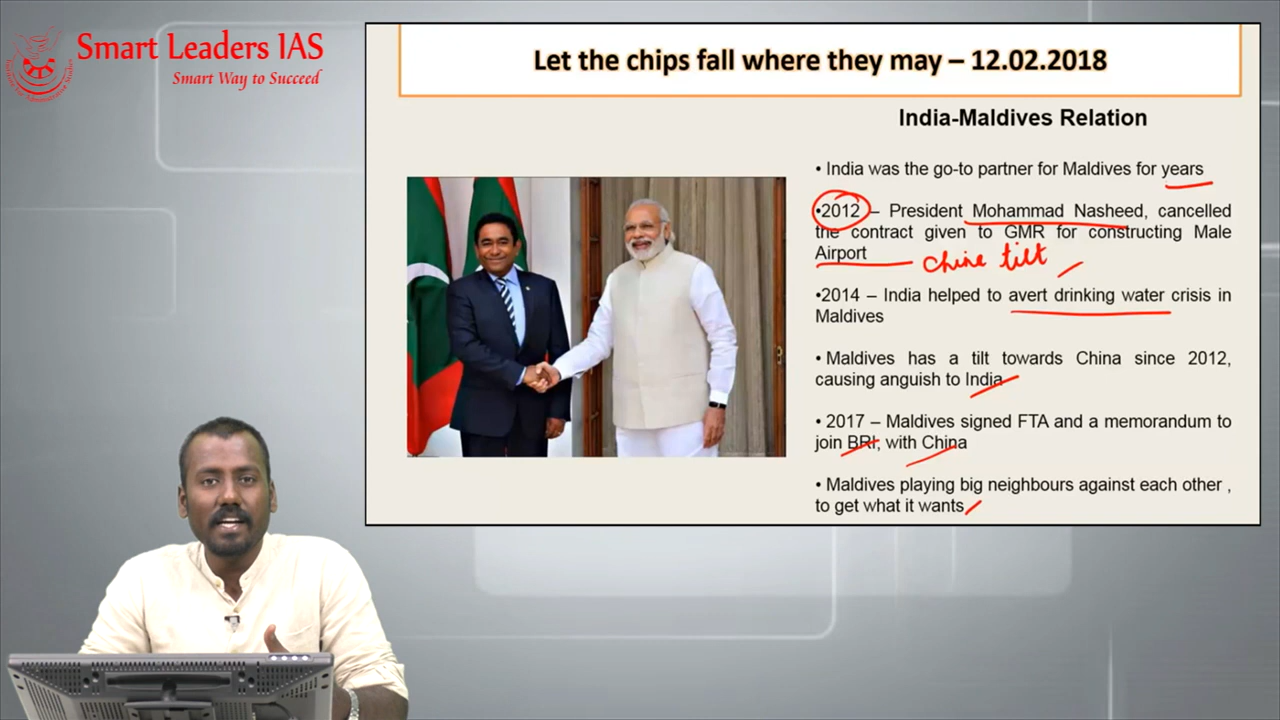 Smart Leaders IAS
Smart Way to Succeed
Let the chips fall where they may – 12.02.2018
India-Maldives Relation
• India was the go-to partner for Maldives for years
•2012 – President Mohammad Nasheed, cancelled
the contract given to GMR for constructing Male
Airport
chine tilt
•2014 – India helped to avert drinking water crisis in
Maldives
• Maldives has a tilt towards China since 2012,
causing anguish to India
• 2017 – Maldives signed FTA and a memorandum to
join BRI, with China
• Maldives playing big neighbours against each other ,
to get what it wants